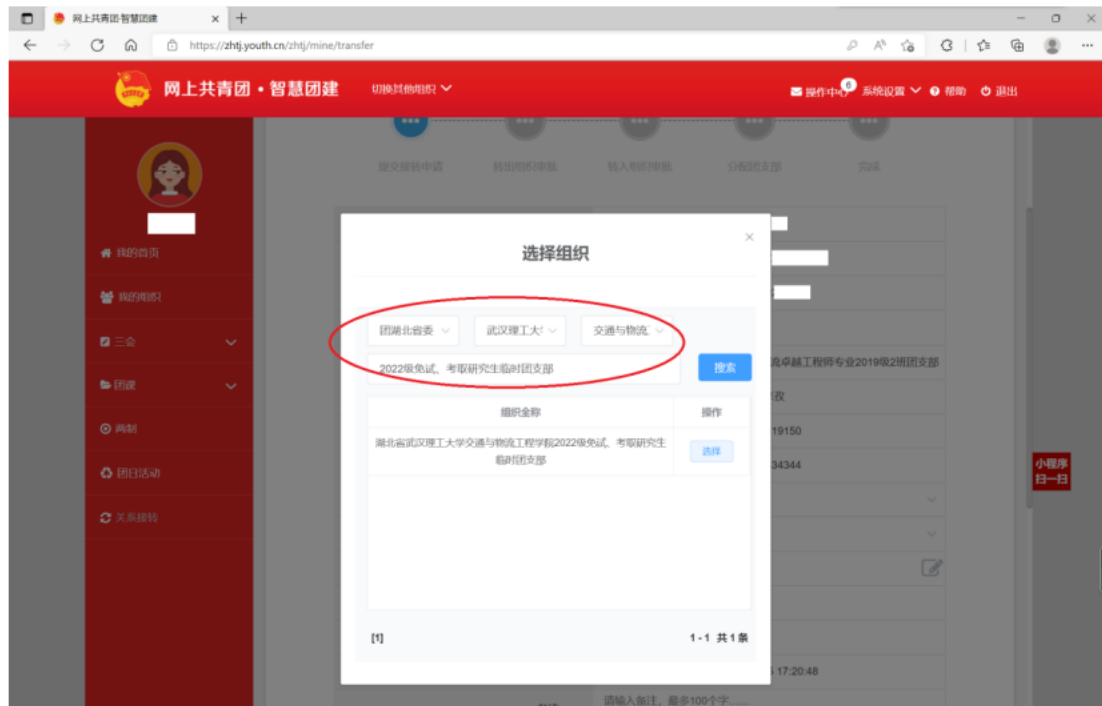 网上共青团·智慧团建
https://zhtj.youth.cn/zhtj/mine/transfer
网上共青团·智慧团建
切换其他组织
操作中心
6
系统设置
帮助
退出
提交接转申请
转出组织审批
转入组织审批
分配团支部
完成
我的首页
我的组织
三会
团课
两制
团日活动
关系接转
选择组织
团湖北省委
武汉理工大
交通与物流
2022级免试、考取研究生临时团支部
搜索
组织全称
操作
湖北省武汉理工大学交通与物流工程学院2022级免试、考取研究生
临时团支部
选择
[1]
1-1 共1条
流卓越工程师专业2019级2班团支部
19150
34344
17:20:48
请输入备注，最多100个字......
小程序
扫一扫